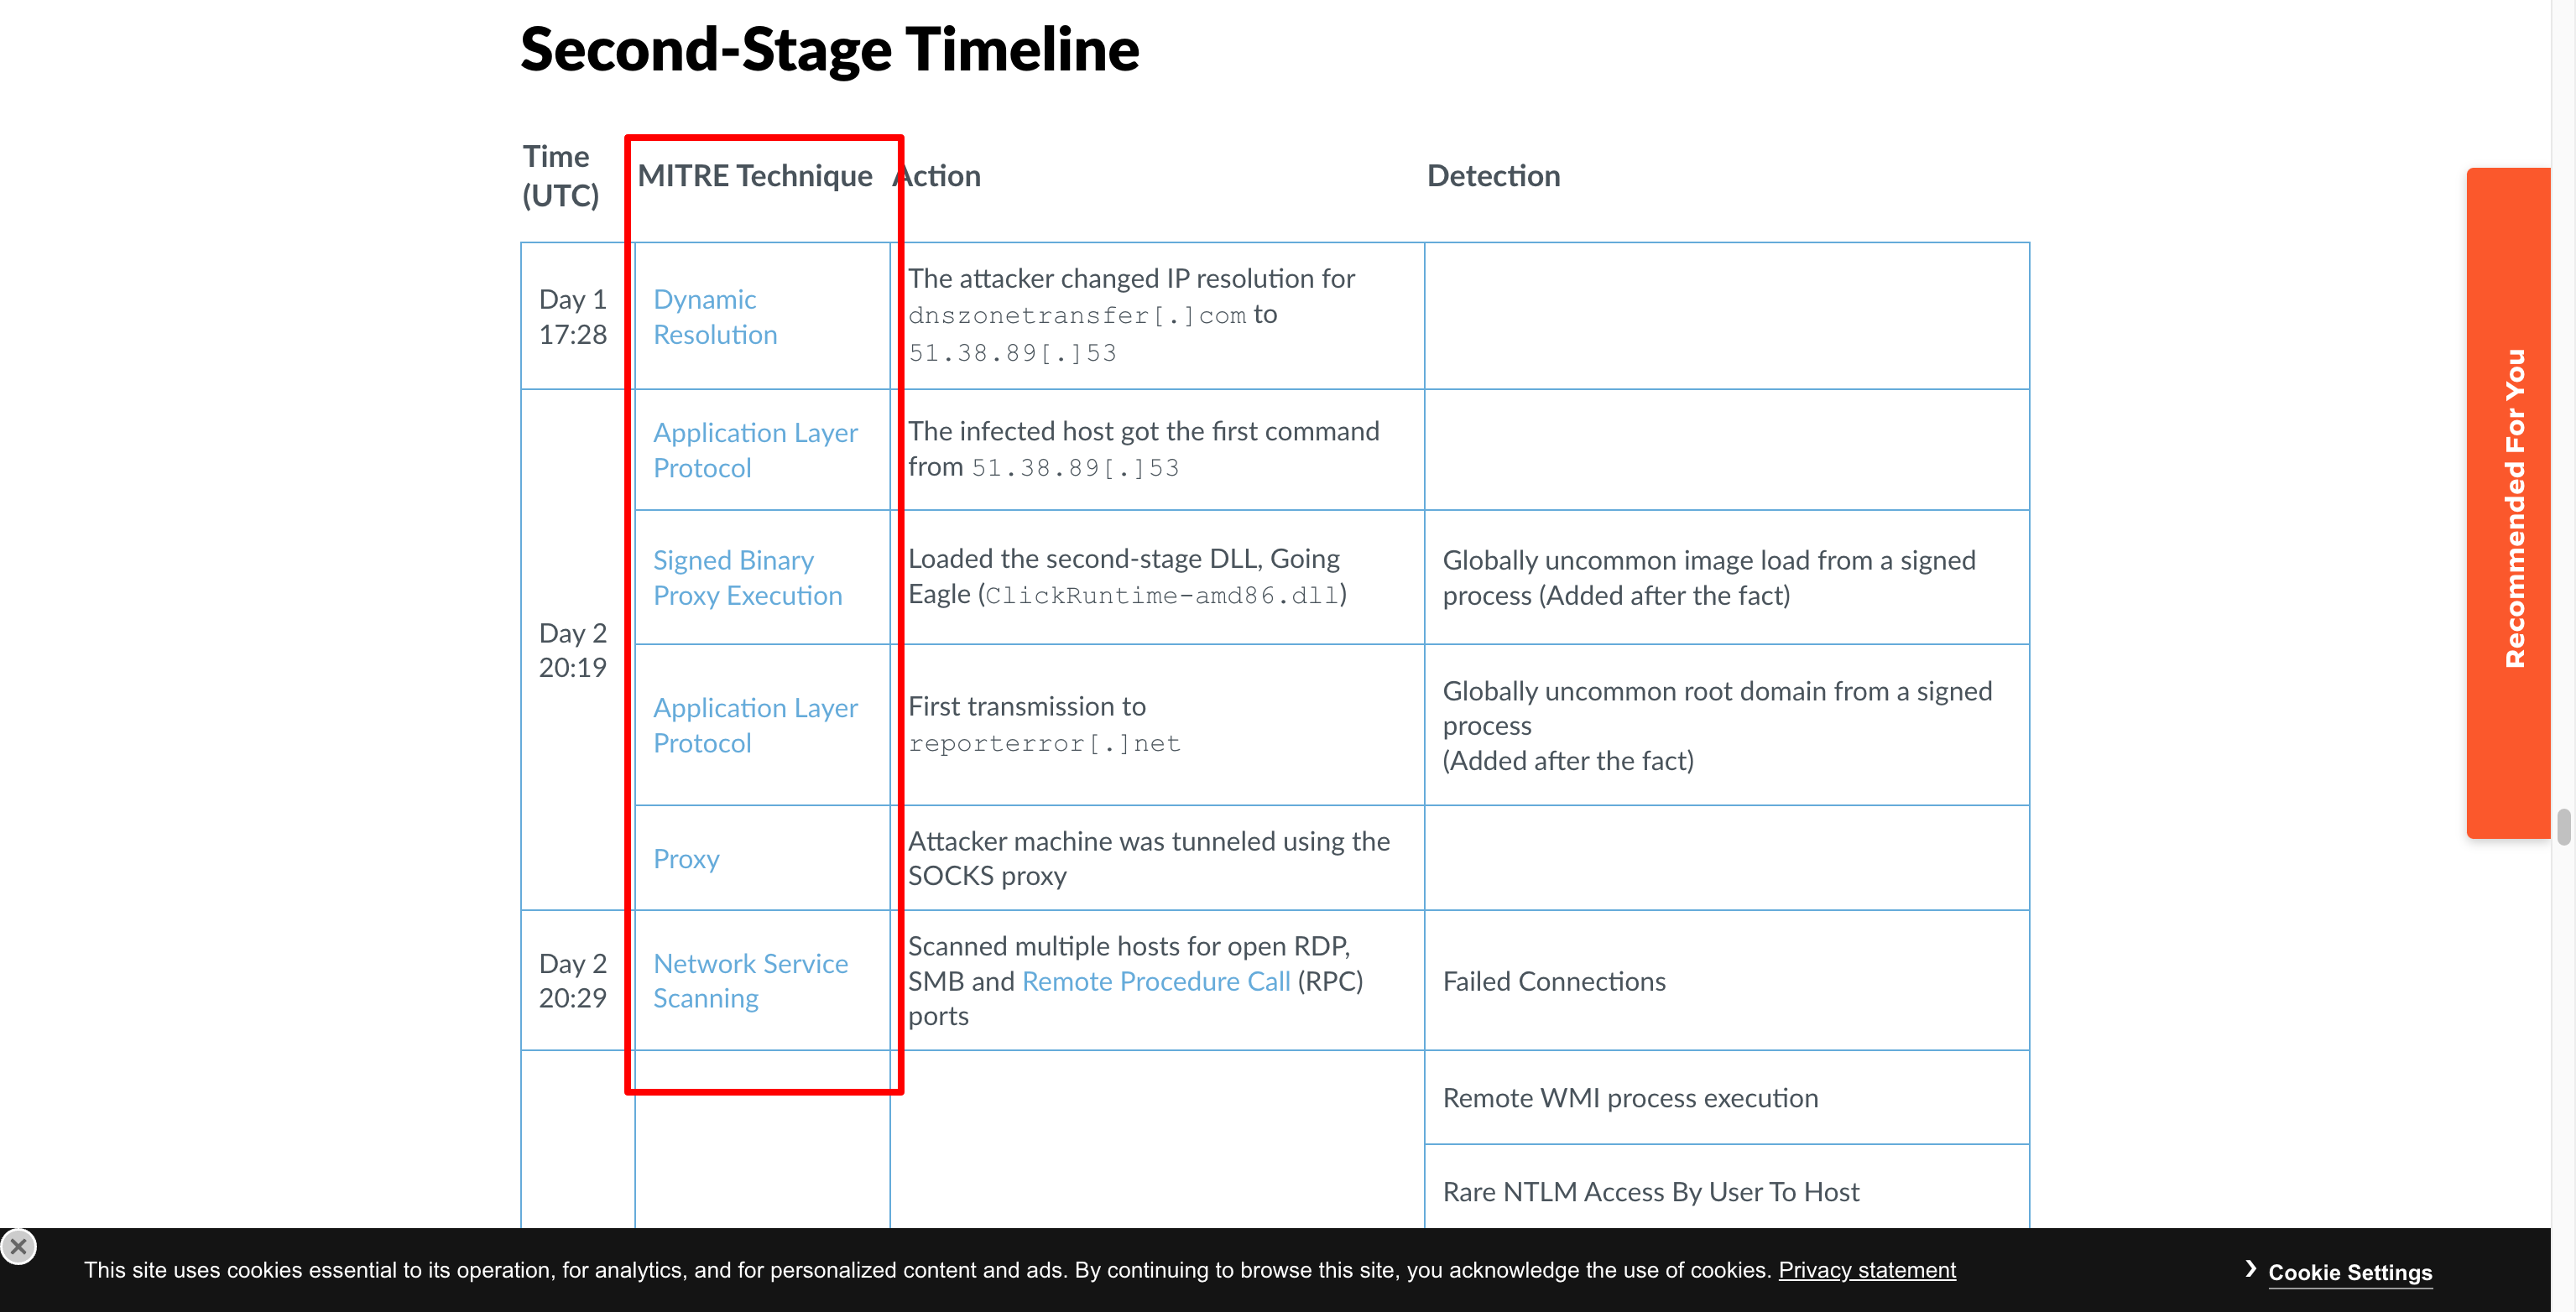 Second-Stage Timeline
Time
(UTC)
MITRE Technique
Action
Detection
Day 1
17:28
Dynamic
Resolution
The attacker changed IP resolution for
dnszonetransfer[.]com to
51.38.89[.]53
Day 2
20:19
Application Layer
Protocol
The infected host got the first command
from 51.38.89[.]53
Signed Binary
Proxy Execution
Loaded the second-stage DLL, Going
Eagle (ClickRuntime-amd86.dll)
Globally uncommon image load from a signed
process (Added after the fact)
Application Layer
Protocol
First transmission to
reporterror[.]net
Globally uncommon root domain from a signed
process
(Added after the fact)
Proxy
Attacker machine was tunneled using the
SOCKS proxy
Day 2
20:29
Network Service
Scanning
Scanned multiple hosts for open RDP,
SMB and Remote Procedure Call (RPC)
ports
Failed Connections
Remote WMI process execution
Rare NTLM Access By User To Host
Recommended For You
This site uses cookies essential to its operation, for analytics, and for personalized content and ads. By continuing to browse this site, you acknowledge the use of cookies. Privacy statement
Cookie Settings